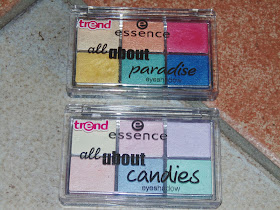 trend
essence
all about
paradise
eyeshadow
trend
e
essence
all about
candies
eyeshadow